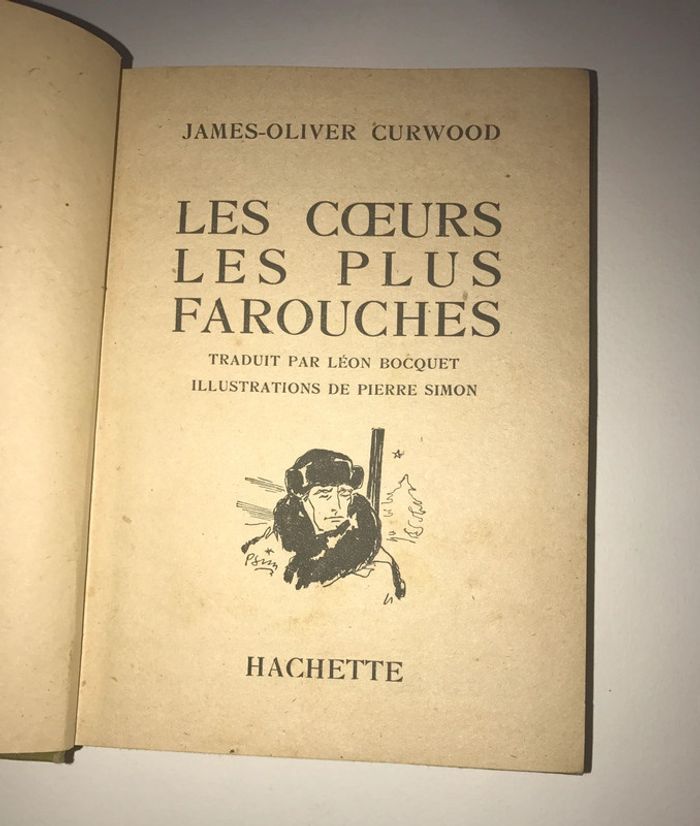 JAMES-OLIVER CURWOOD
LES CŒURS
LES PLUS
FAROUCHES
TRADUIT PAR LÉON BOCQUET
ILLUSTRATIONS DE PIERRE SIMON
HACHETTE